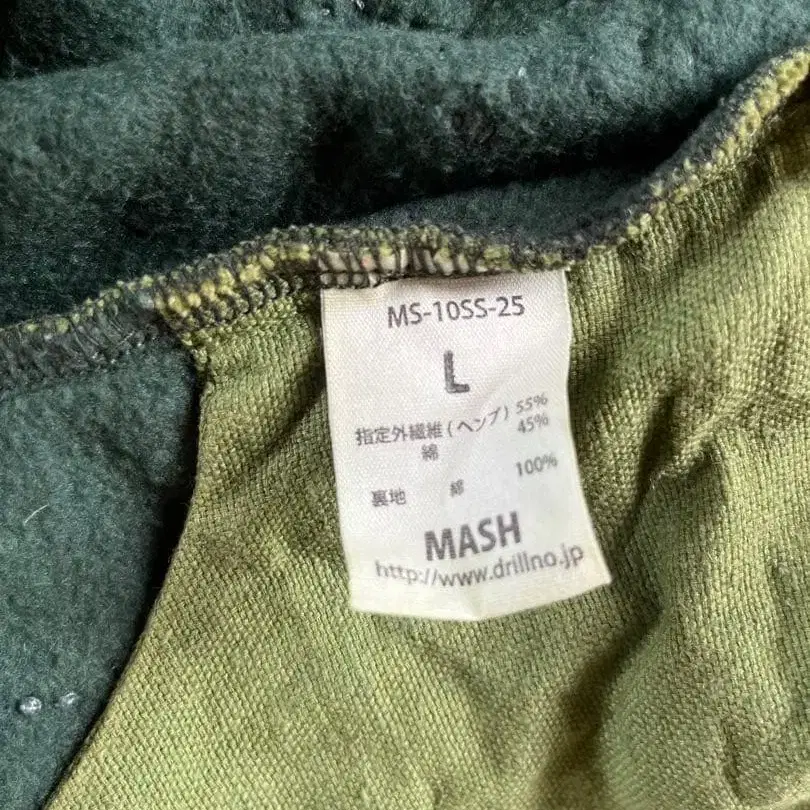 MS-10SS-25
L
指定外繊維(ヘンプ) 55%
綿 45%
裏地 綿 100%
MASH
http://www.drillno.jp